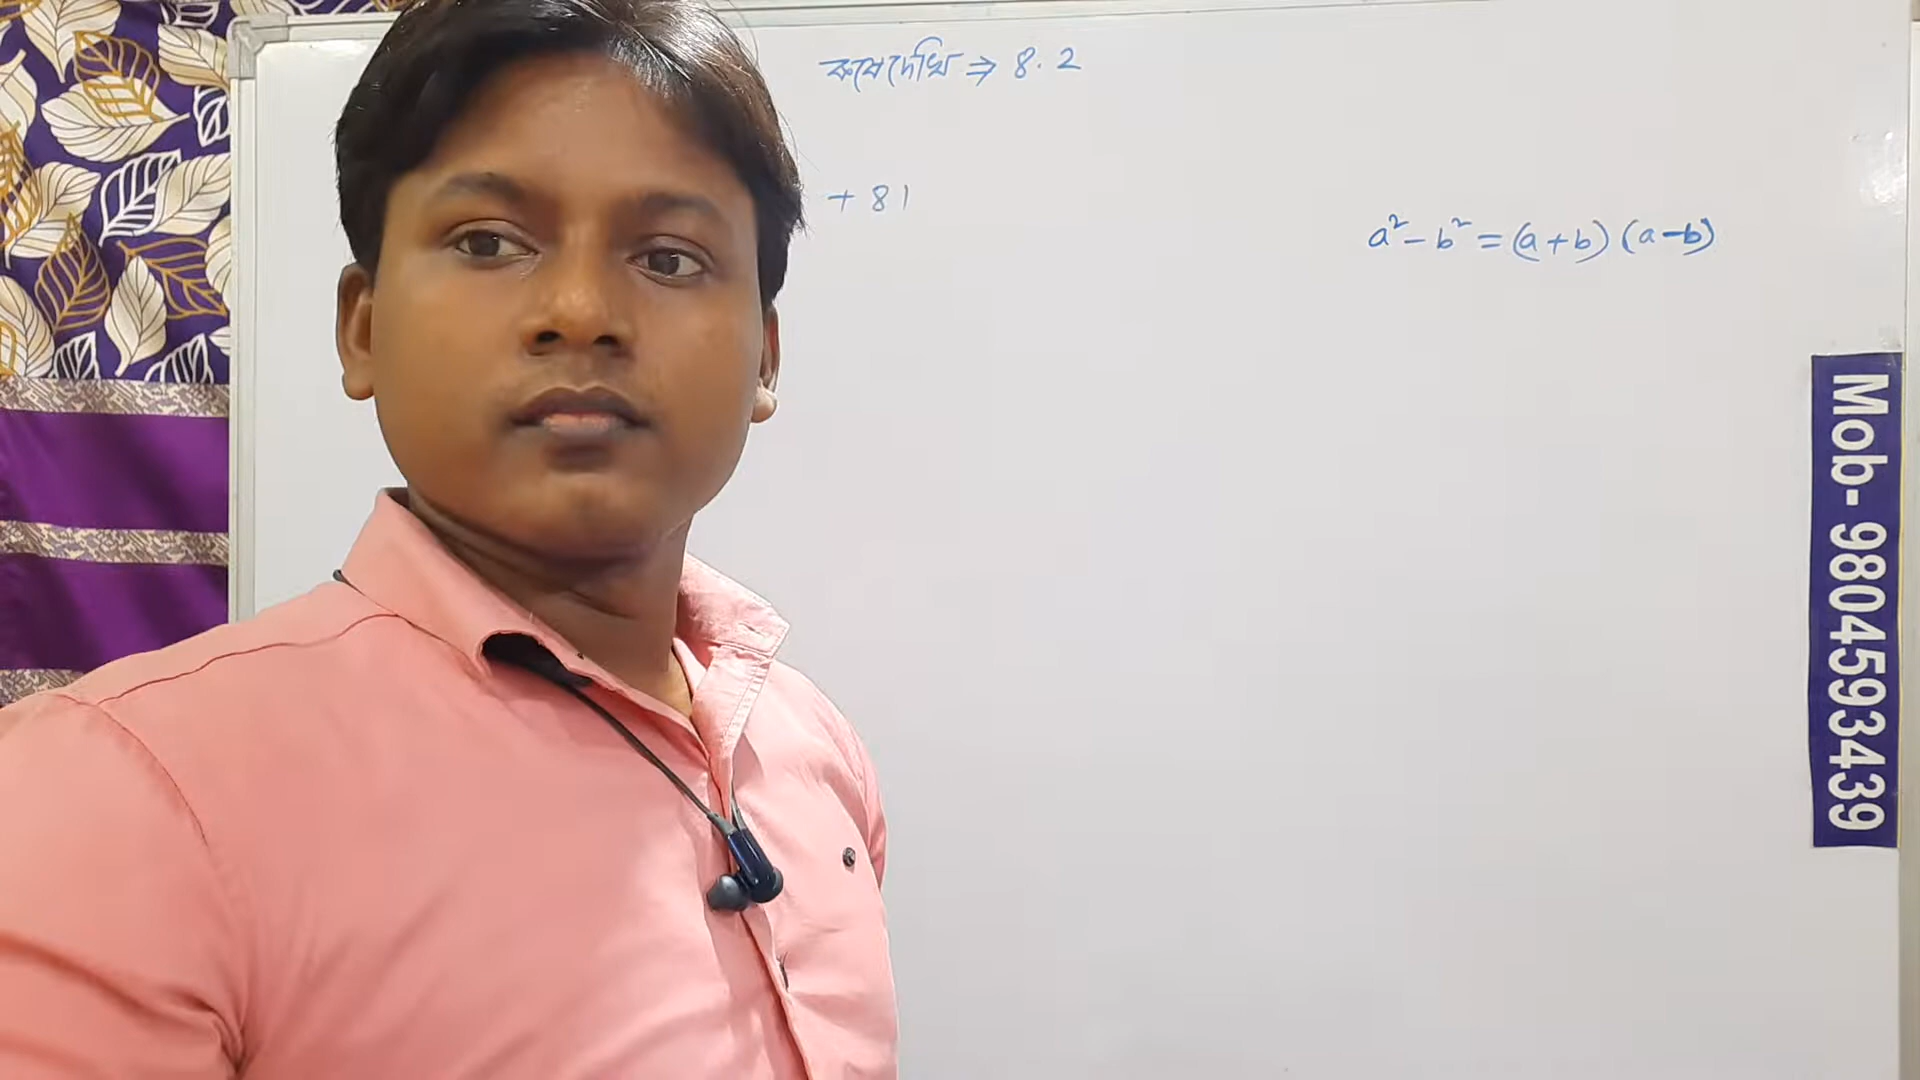 কষে দেখি ⇒ 8.2
+ 81
a² - b² = (a+b) (a-b)
Mob- 9804593439